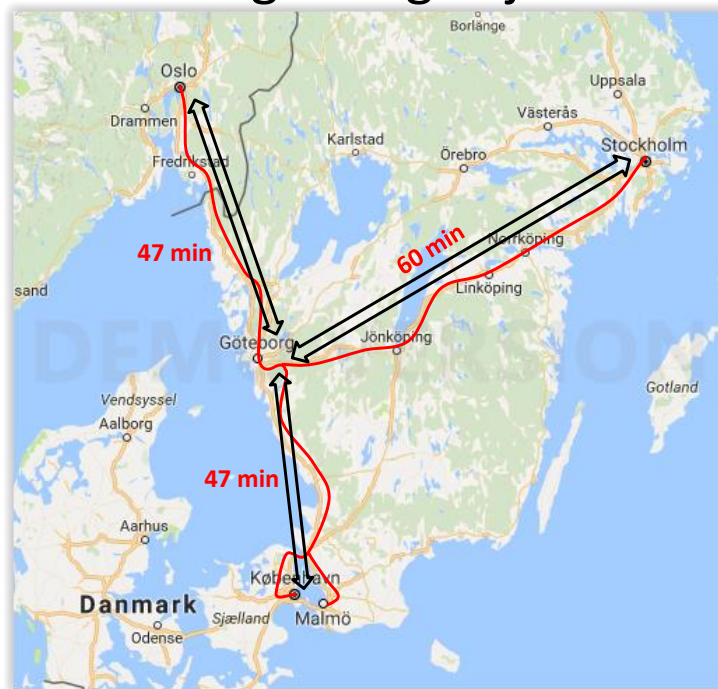 Borlänge
Oslo
Uppsala
Drammen
Västerås
Karlstad
Stockholm
Örebro
Fredrikstad
47 min
60 min
Norrköping
sand
Linköping
Göteborg
Jönköping
Gotland
Vendsyssel
Aalborg
47 min
Aarhus
København
Danmark
Sjælland
Malmö
Odense